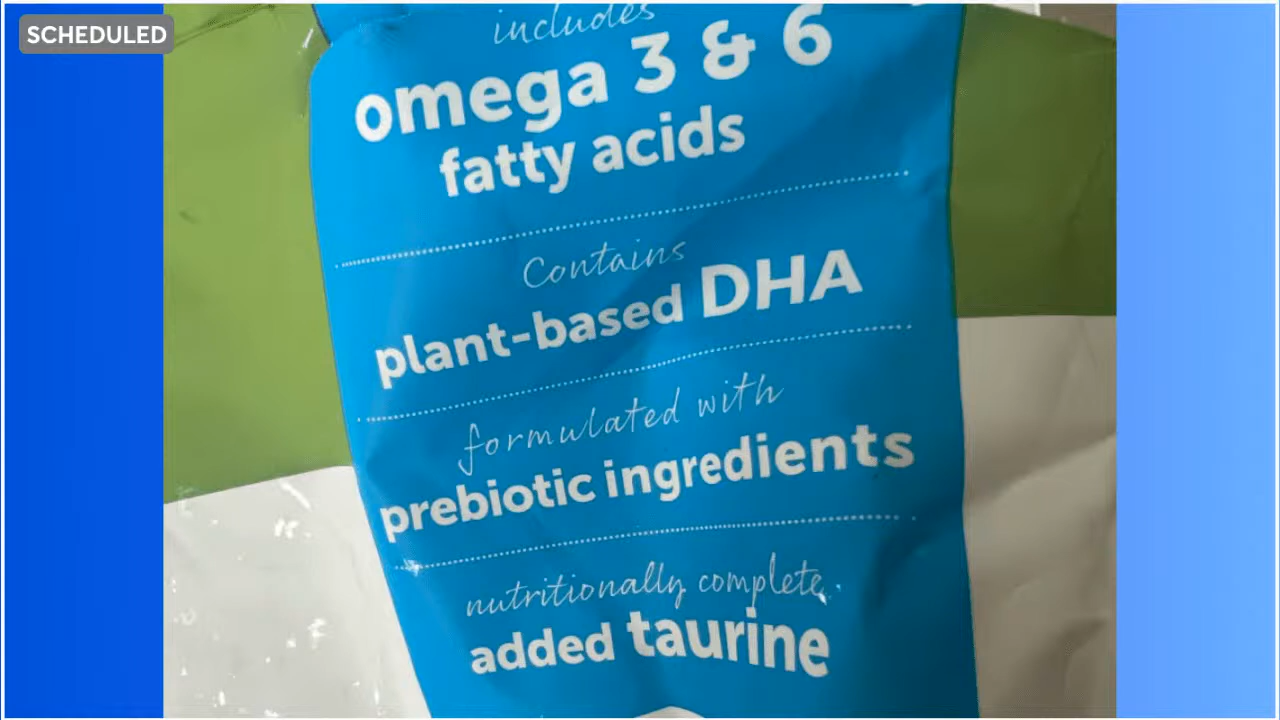 SCHEDULED
includes
omega 3 & 6
fatty acids
Contains
plant-based DHA
formulated with
prebiotic ingredients
nutritionally complete
added taurine